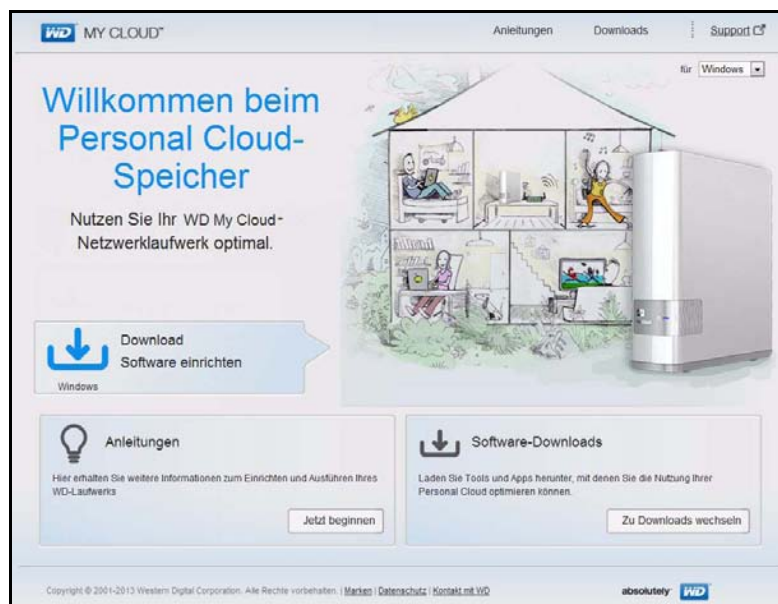 WD MY CLOUD™
Anleitungen
Downloads
Support
für Windows
Willkommen beim
Personal Cloud-
Speicher
Nutzen Sie Ihr WD My Cloud-
Netzwerklaufwerk optimal.
Download
Software einrichten
Windows
Anleitungen
Hier erhalten Sie weitere Informationen zum Einrichten und Ausführen Ihres
WD-Laufwerks
Jetzt beginnen
Software-Downloads
Laden Sie Tools und Apps herunter, mit denen Sie die Nutzung Ihrer
Personal Cloud optimieren können.
Zu Downloads wechseln
Copyright © 2001-2013 Western Digital Corporation. Alle Rechte vorbehalten. | Marken | Datenschutz | Kontakt mit WD
absolutely WD